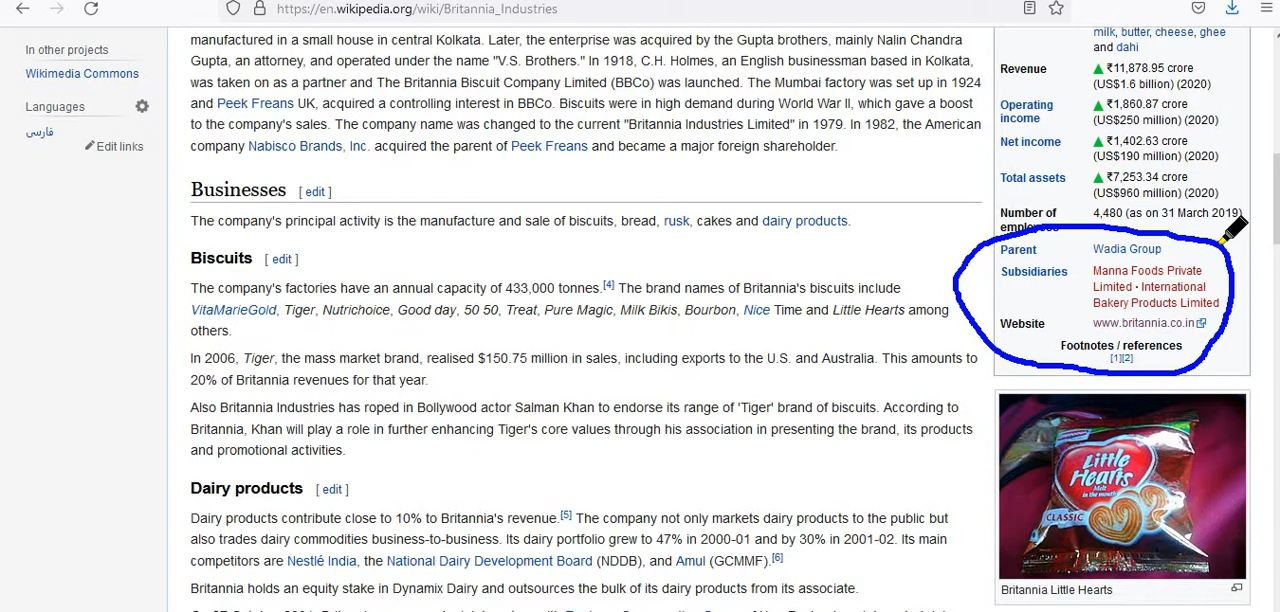 https://en.wikipedia.org/wiki/Britannia_Industries
In other projects
Wikimedia Commons
Languages
فارسی
Edit links
manufactured in a small house in central Kolkata. Later, the enterprise was acquired by the Gupta brothers, mainly Nalin Chandra
Gupta, an attorney, and operated under the name "V.S. Brothers." In 1918, C.H. Holmes, an English businessman based in Kolkata,
was taken on as a partner and The Britannia Biscuit Company Limited (BBCo) was launched. The Mumbai factory was set up in 1924
and Peek Freans UK, acquired a controlling interest in BBCo. Biscuits were in high demand during World War II, which gave a boost
to the company's sales. The company name was changed to the current "Britannia Industries Limited" in 1979. In 1982, the American
company Nabisco Brands, Inc. acquired the parent of Peek Freans and became a major foreign shareholder.
Businesses [ edit ]
The company's principal activity is the manufacture and sale of biscuits, bread, rusk, cakes and dairy products.
Biscuits [ edit ]
The company's factories have an annual capacity of 433,000 tonnes.[4] The brand names of Britannia's biscuits include
VitaMarieGold, Tiger, Nutrichoice, Good day, 50 50, Treat, Pure Magic, Milk Bikis, Bourbon, Nice Time and Little Hearts among
others.
In 2006, Tiger, the mass market brand, realised $150.75 million in sales, including exports to the U.S. and Australia. This amounts to
20% of Britannia revenues for that year.
Also Britannia Industries has roped in Bollywood actor Salman Khan to endorse its range of 'Tiger' brand of biscuits. According to
Britannia, Khan will play a role in further enhancing Tiger's core values through his association in presenting the brand, its products
and promotional activities.
Dairy products [ edit ]
Dairy products contribute close to 10% to Britannia's revenue.[5] The company not only markets dairy products to the public but
also trades dairy commodities business-to-business. Its dairy portfolio grew to 47% in 2000-01 and by 30% in 2001-02. Its main
competitors are Nestlé India, the National Dairy Development Board (NDDB), and Amul (GCMMF).[6]
Britannia holds an equity stake in Dynamix Dairy and outsources the bulk of its dairy products from its associate.
milk, butter, cheese, ghee
and dahi
Revenue ▲ ₹11,878.95 crore
(US$1.6 billion) (2020)
Operating income ▲ ₹1,860.87 crore
(US$250 million) (2020)
Net income ▲ ₹1,402.63 crore
(US$190 million) (2020)
Total assets ▲ ₹7,253.34 crore
(US$960 million) (2020)
Number of 4,480 (as on 31 March 2019)
Parent Wadia Group
Subsidiaries Manna Foods Private
Limited · International
Bakery Products Limited
Website www.britannia.co.in
Footnotes / references
[1][2]
Little
Hearts
Melt
in the mouth
CLASSIC
Britannia Little Hearts